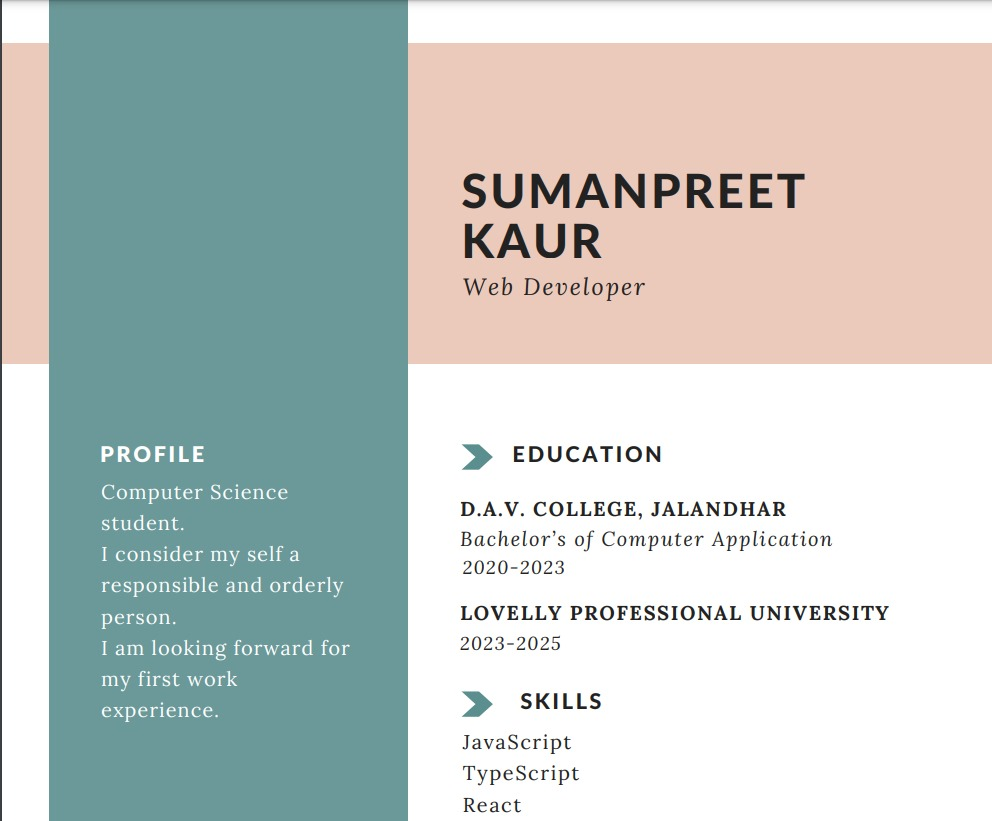 SUMANPREET
KAUR
Web Developer
PROFILE
Computer Science
student.
I consider my self a
responsible and orderly
person.
I am looking forward for
my first work
experience.
EDUCATION
D.A.V. COLLEGE, JALANDHAR
Bachelor’s of Computer Application
2020-2023
LOVELLY PROFESSIONAL UNIVERSITY
2023-2025
SKILLS
JavaScript
TypeScript
React